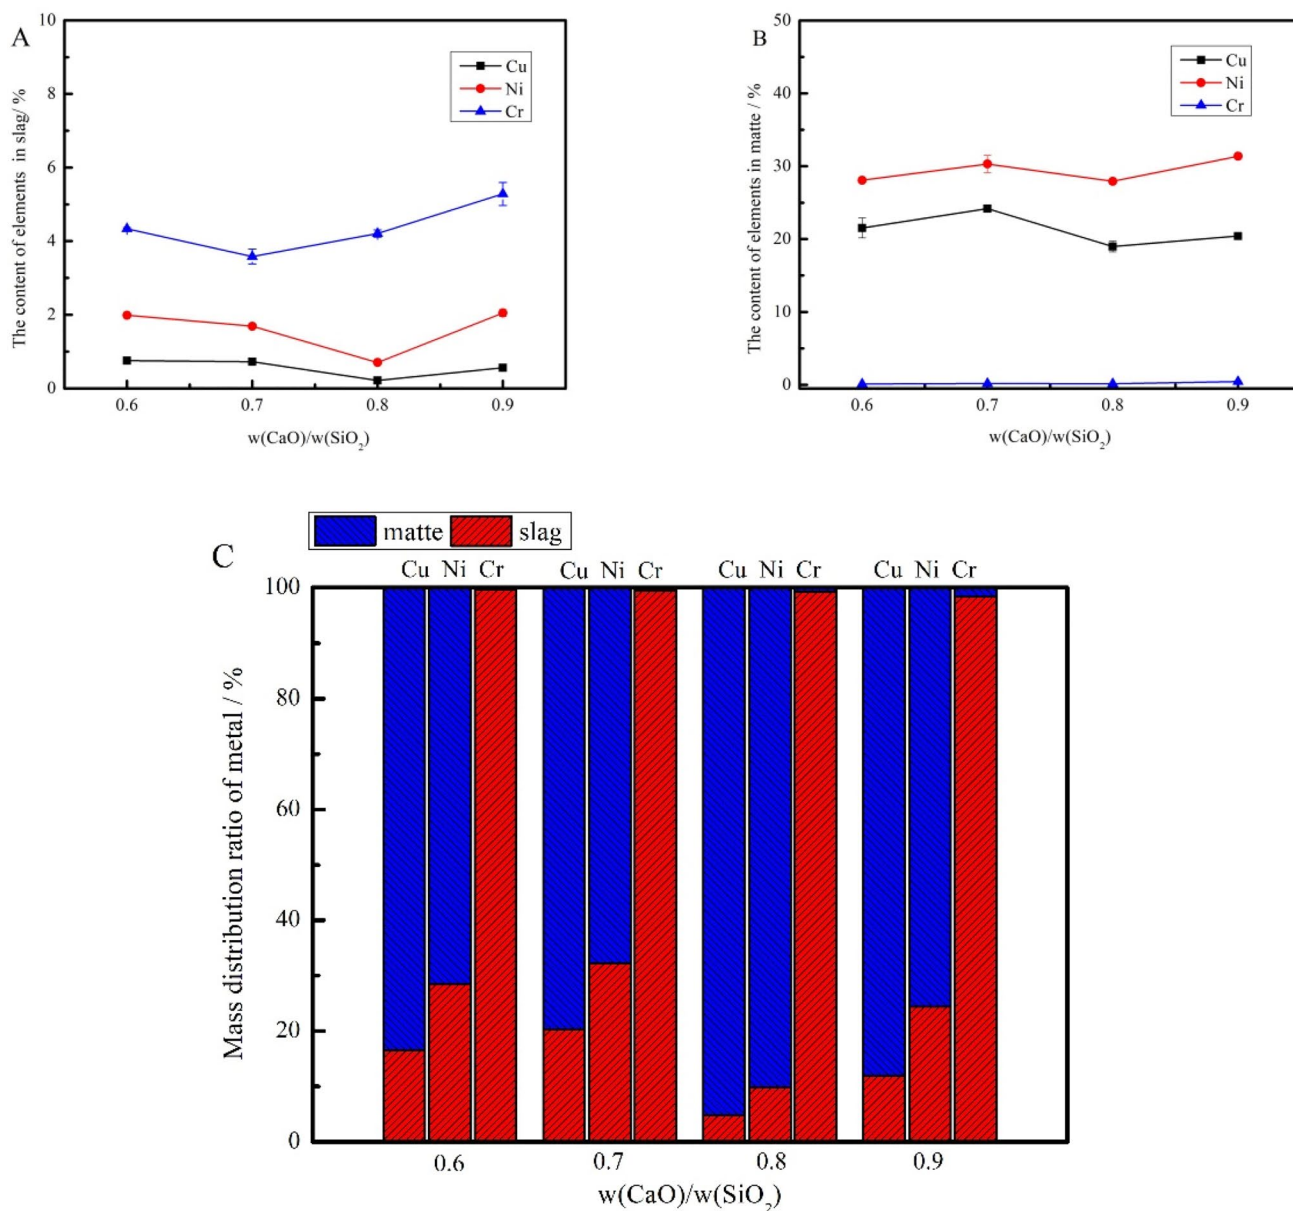 A
The content of elements in slag/ %
10
8
6
4
2
0
Cu
Ni
Cr
0.6 0.7 0.8 0.9
w(CaO)/w(SiO₂)
B
The content of elements in matte / %
50
40
30
20
10
0
Cu
Ni
Cr
0.6 0.7 0.8 0.9
w(CaO)/w(SiO₂)
C
matte slag
Mass distribution ratio of metal / %
Cu Ni Cr Cu Ni Cr Cu Ni Cr Cu Ni Cr
100
80
60
40
20
0
0.6 0.7 0.8 0.9
w(CaO)/w(SiO₂)